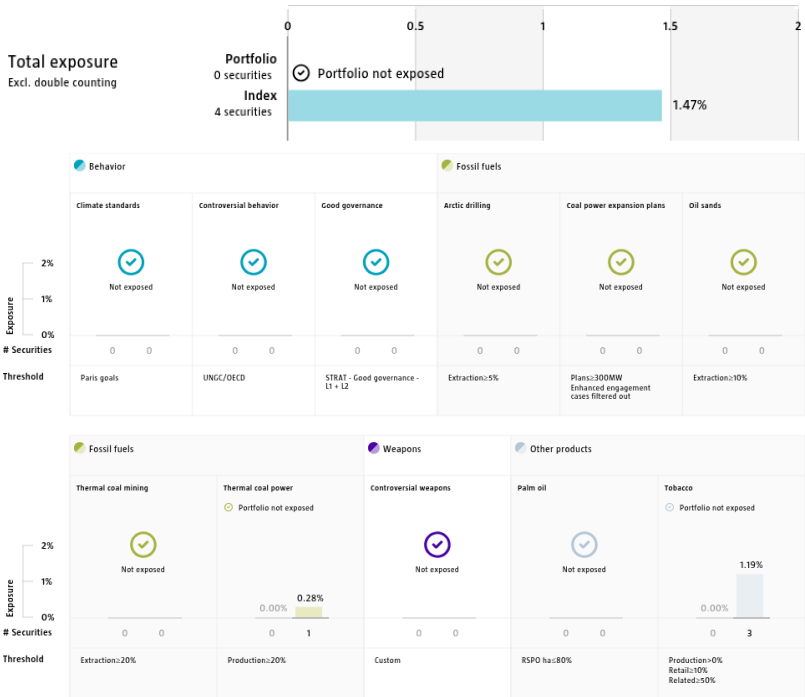 0 0.5 1 1.5 2
Total exposure
Excl. double counting
Portfolio
0 securities
Portfolio not exposed
Index
4 securities
1.47%
Behavior
Fossil fuels
Climate standards
Controversial behavior
Good governance
Arctic drilling
Coal power expansion plans
Oil sands
Not exposed
Not exposed
Not exposed
Not exposed
Not exposed
Not exposed
Exposure
2%
1%
0%
# Securities
0 0
0 0
0 0
0 0
0 0
0 0
Threshold
Paris goals
UNGC/OECD
STRAT - Good governance -
L1 + L2
Extraction≥5%
Plans≥300MW
Enhanced engagement
cases filtered out
Extraction≥10%
Fossil fuels
Weapons
Other products
Thermal coal mining
Thermal coal power
Controversial weapons
Palm oil
Tobacco
Portfolio not exposed
Portfolio not exposed
Not exposed
Not exposed
Not exposed
Exposure
2%
1%
0%
0.00% 0.28%
0.00% 1.19%
# Securities
0 0
0 1
0 0
0 0
0 3
Threshold
Extraction≥20%
Production≥20%
Custom
RSPO ha≤80%
Production>0%
Retail≥10%
Related≥50%